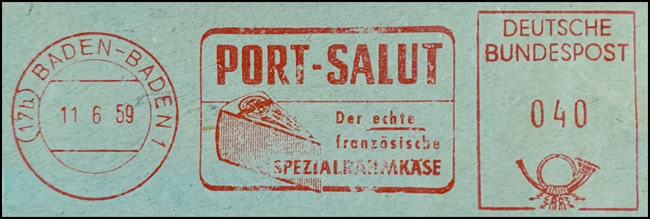 (17b) BADEN-BADEN 1
11 6 59
PORT-SALUT
Der echte
französische
SPEZIALRAHMKÄSE
DEUTSCHE
BUNDESPOST
040